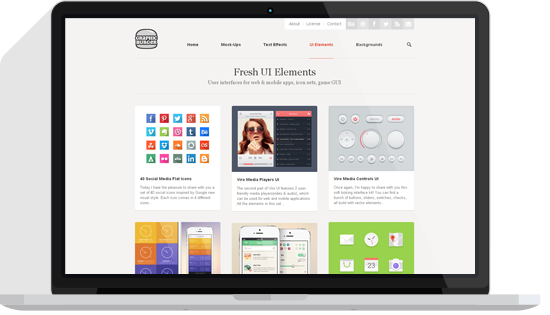 About License Contact
GRAPHIC
BURGER
Home Mock-Ups Text Effects UI Elements Backgrounds
Fresh UI Elements
User interfaces for web & mobile apps, icon sets, game GUI
40 Social Media Flat Icons
Today I have the pleasure to share with you a
set of 40 social icons inspired by Google new
visual style. Each icon comes in 4 different
sizes...
Vire Media Players UI
The second part of Vire UI features 2 user
friendly media players(video & audio), which
can be used for web and mobile applications.
All the elements in this set...
Vire Media Controls UI
Once again, I'm happy to share with you this
soft looking interface kit! You can find a
bunch of buttons, sliders, switches, checks,
all build with vector elements...
23